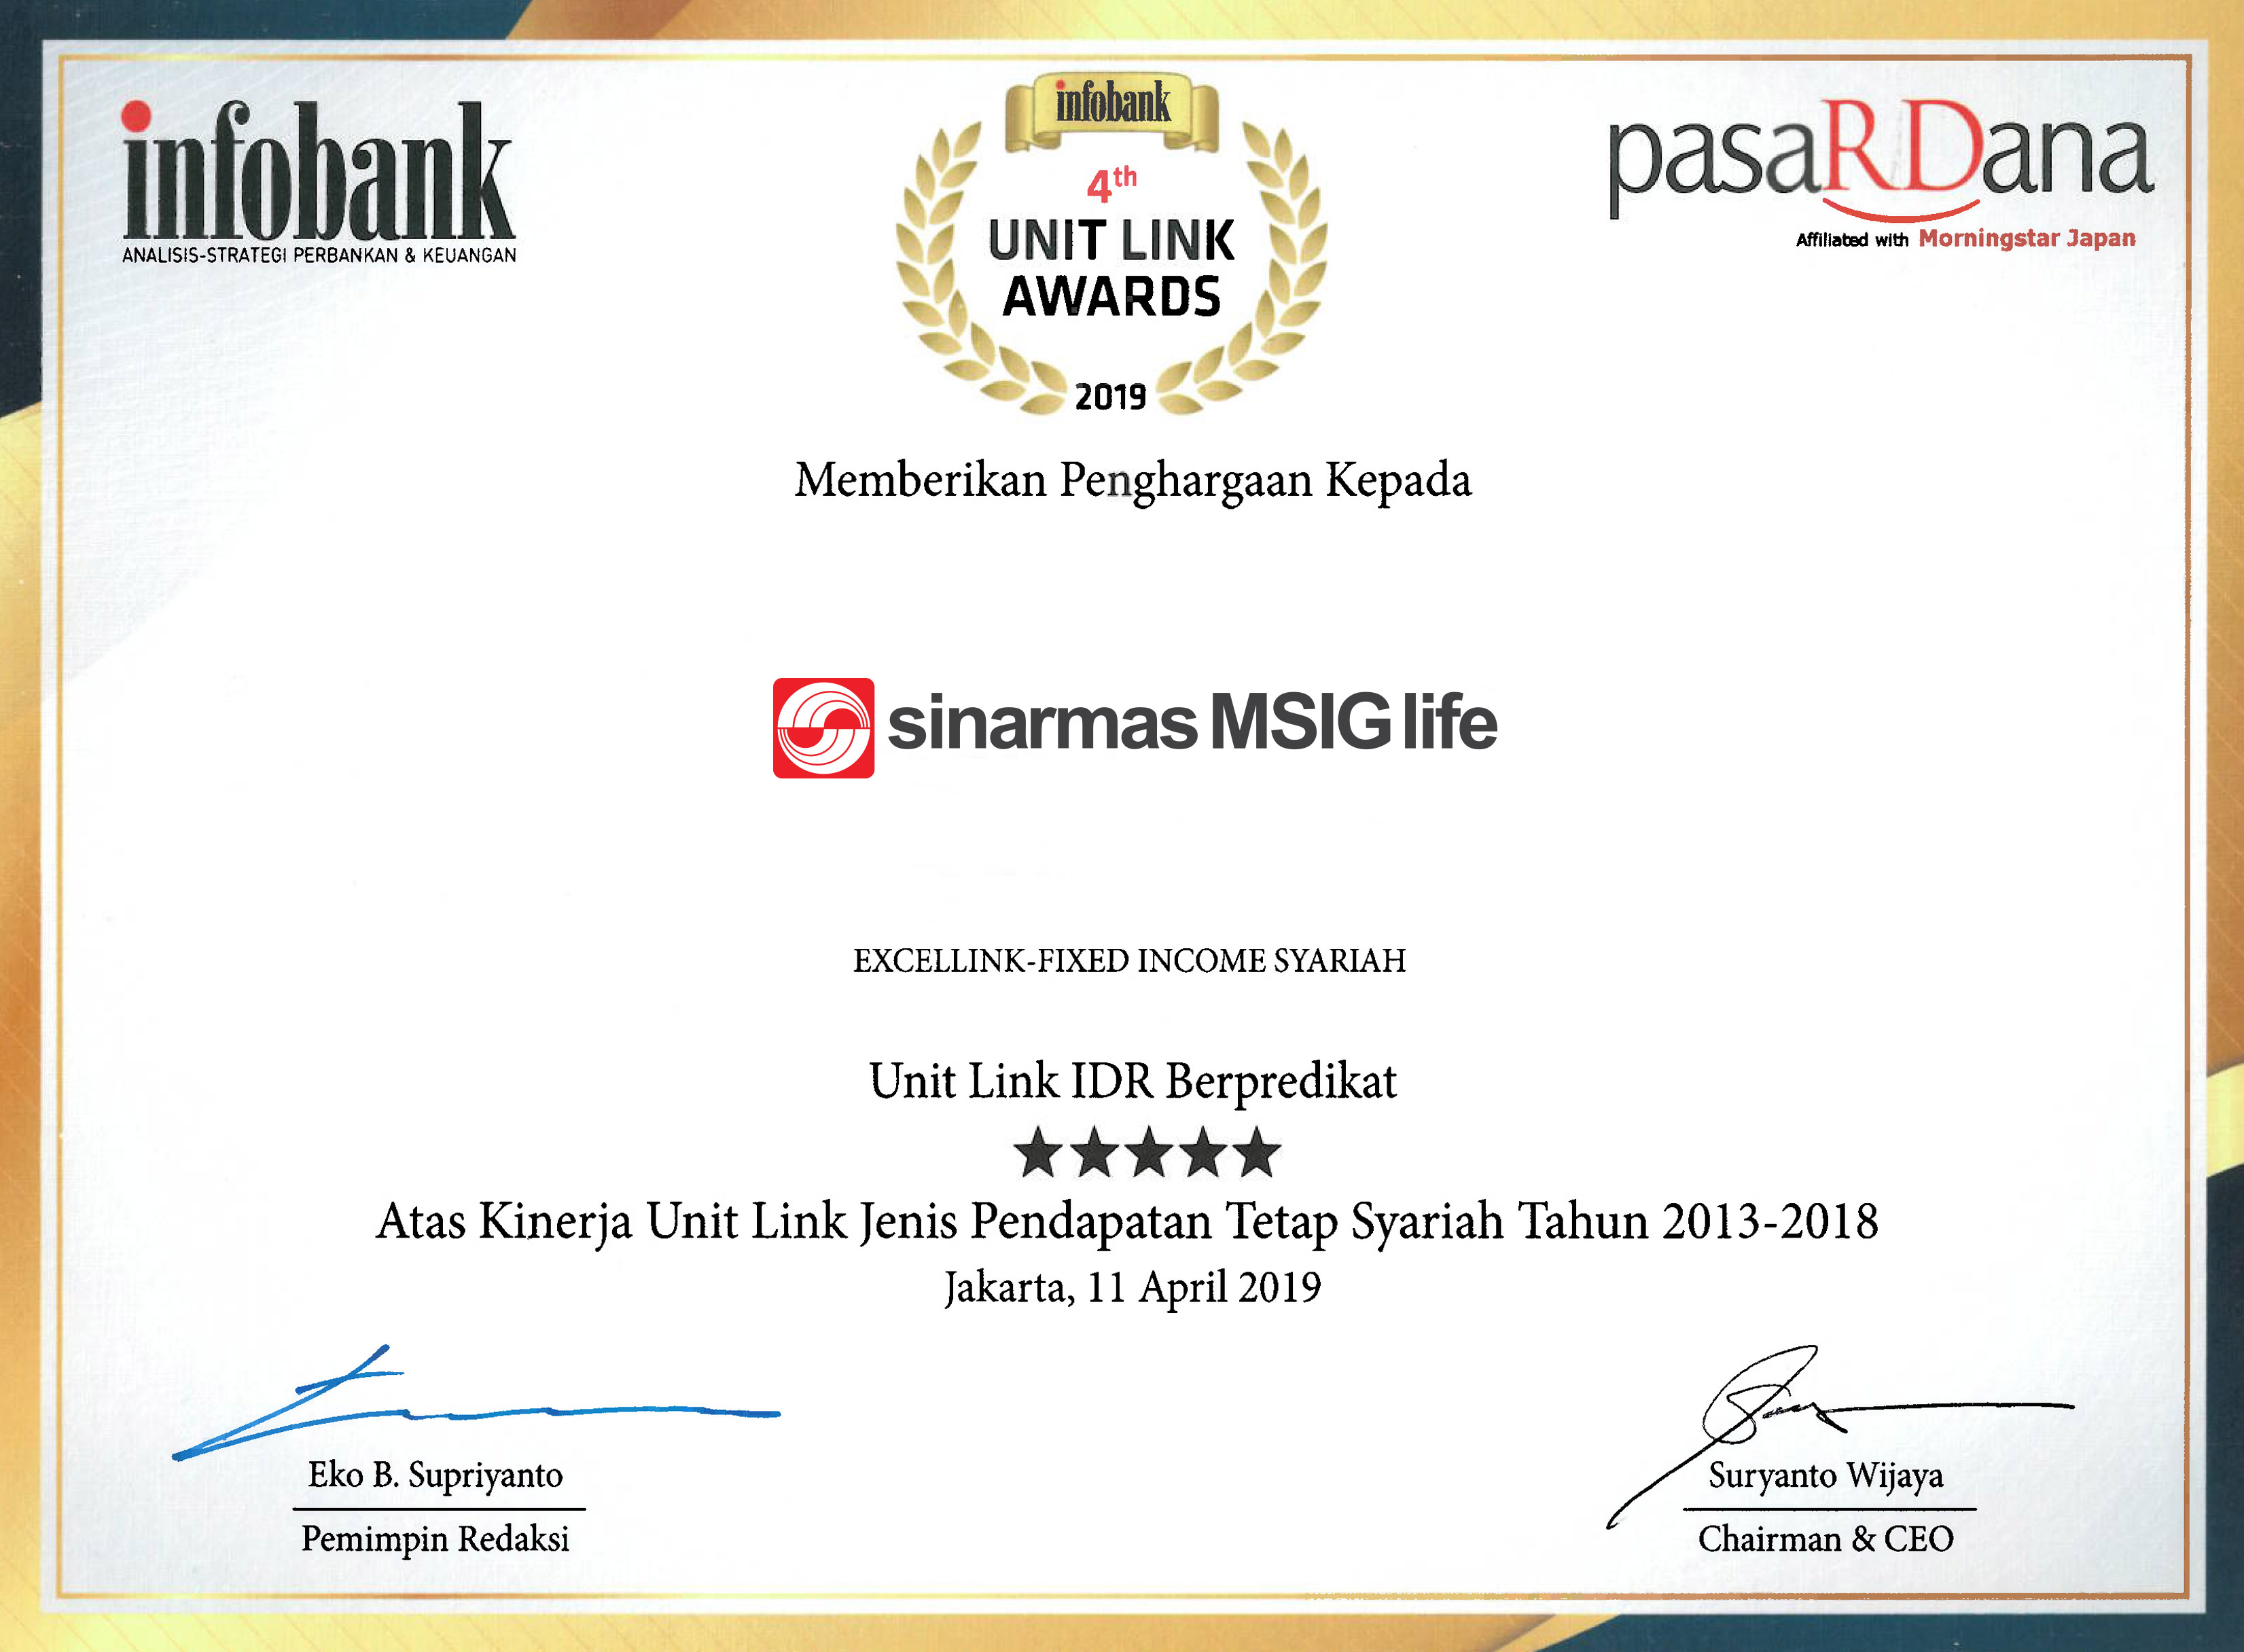 infobank
ANALISIS-STRATEGI PERBANKAN & KEUANGAN
infobank
4th
UNIT LINK
AWARDS
2019
pasaRDana
Affiliated with Morningstar Japan
Memberikan Penghargaan Kepada
sinarmas MSIG life
EXCELLINK-FIXED INCOME SYARIAH
Unit Link IDR Berpredikat
★★★★★
Atas Kinerja Unit Link Jenis Pendapatan Tetap Syariah Tahun 2013-2018
Jakarta, 11 April 2019
Eko B. Supriyanto
Pemimpin Redaksi
Suryanto Wijaya
Chairman & CEO